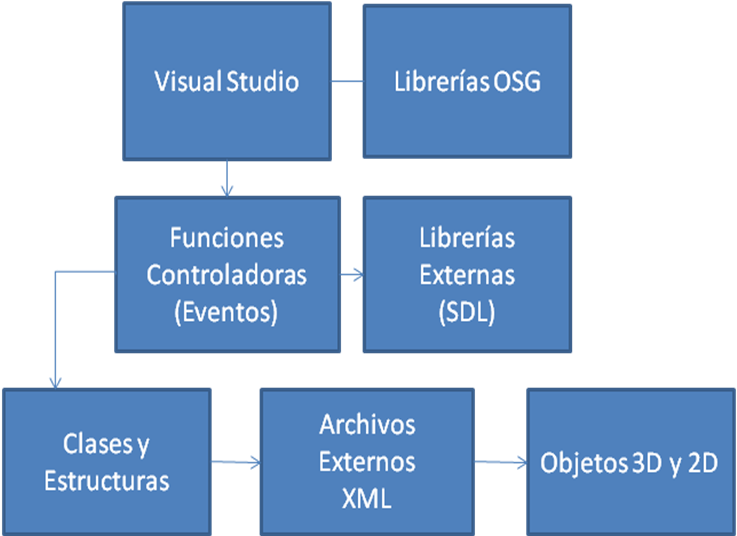 Visual Studio
Librerías OSG
Funciones
Controladoras
(Eventos)
Librerías
Externas
(SDL)
Clases y
Estructuras
Archivos
Externos
XML
Objetos 3D y 2D